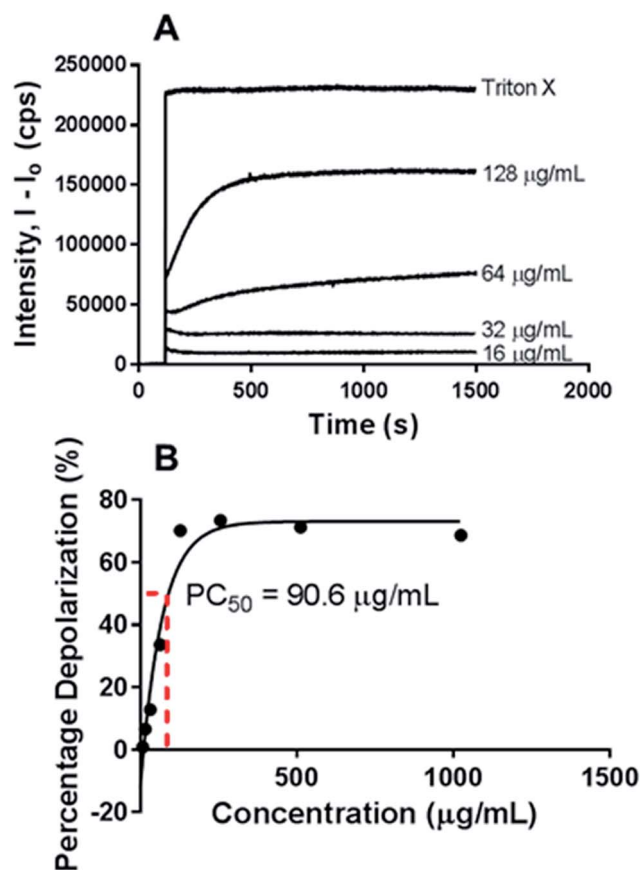 A
Intensity, I - I₀ (cps)
250000
200000
150000
100000
50000
0
Triton X
128 μg/mL
64 μg/mL
32 μg/mL
16 μg/mL
0 500 1000 1500 2000
Time (s)
B
Percentage Depolarization (%)
80
60
40
20
0
-20
PC₅₀ = 90.6 μg/mL
500 1000 1500
Concentration (μg/mL)